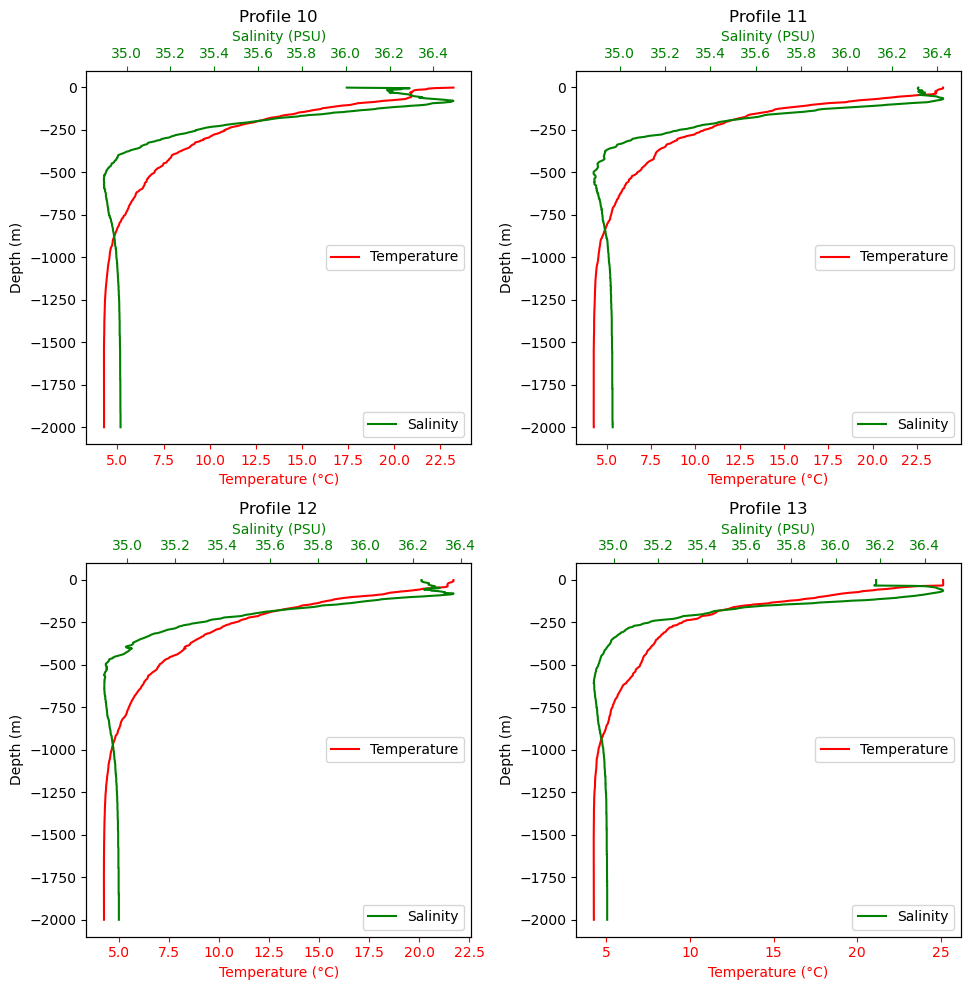 Profile 10
Salinity (PSU)
35.0 35.2 35.4 35.6 35.8 36.0 36.2 36.4
0
−250
−500
−750
−1000
−1250
−1500
−1750
−2000
Depth (m)
Temperature
Salinity
5.0 7.5 10.0 12.5 15.0 17.5 20.0 22.5
Temperature (°C)
Profile 11
Salinity (PSU)
35.0 35.2 35.4 35.6 35.8 36.0 36.2 36.4
0
−250
−500
−750
−1000
−1250
−1500
−1750
−2000
Depth (m)
Temperature
Salinity
5.0 7.5 10.0 12.5 15.0 17.5 20.0 22.5
Temperature (°C)
Profile 12
Salinity (PSU)
35.0 35.2 35.4 35.6 35.8 36.0 36.2 36.4
0
−250
−500
−750
−1000
−1250
−1500
−1750
−2000
Depth (m)
Temperature
Salinity
5.0 7.5 10.0 12.5 15.0 17.5 20.0 22.5
Temperature (°C)
Profile 13
Salinity (PSU)
35.0 35.2 35.4 35.6 35.8 36.0 36.2 36.4
0
−250
−500
−750
−1000
−1250
−1500
−1750
−2000
Depth (m)
Temperature
Salinity
5 10 15 20 25
Temperature (°C)